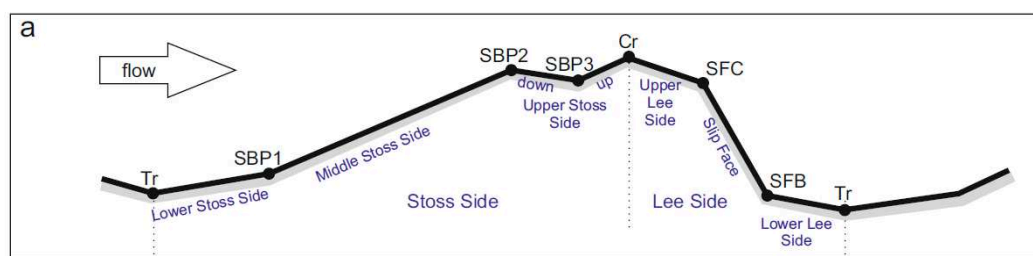 a
flow
Tr
SBP1
SBP2
SBP3
Cr
SFC
SFB
Tr
Lower Stoss Side
Middle Stoss Side
down
up
Upper Stoss
Side
Upper
Lee
Side
Slip Face
Lower Lee
Side
Stoss Side
Lee Side